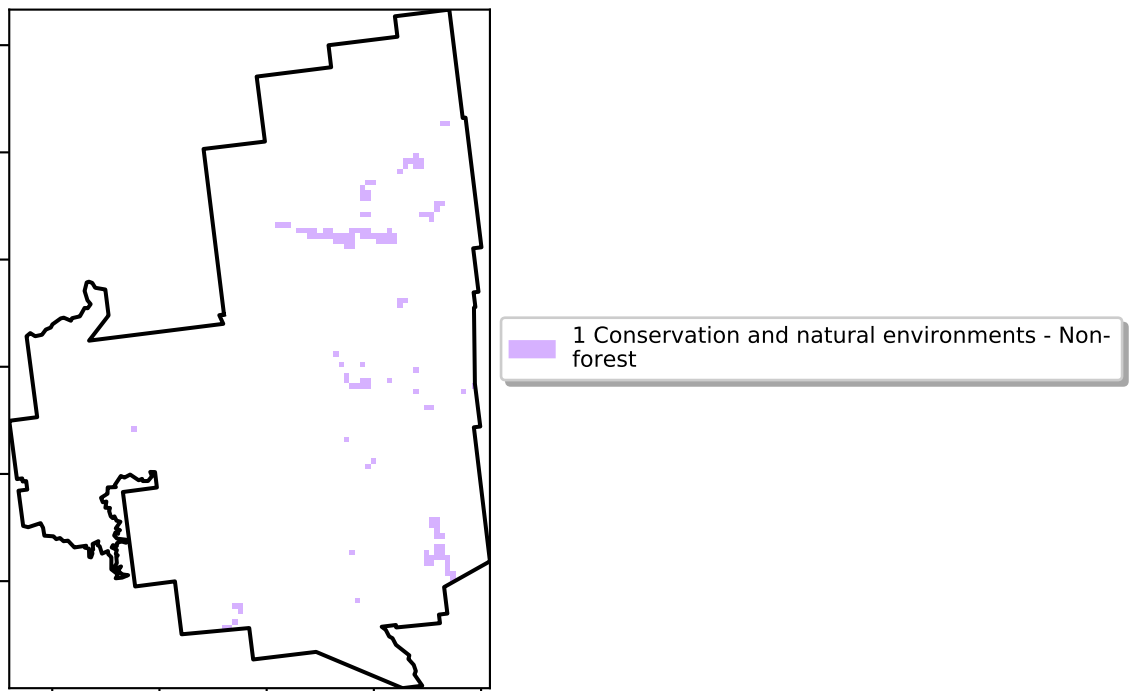 1 Conservation and natural environments - Non-
forest